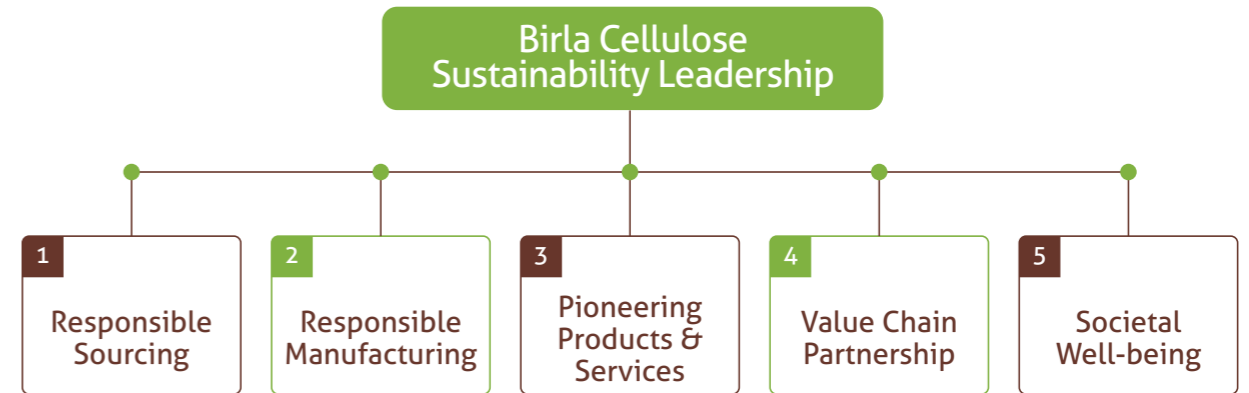 Birla Cellulose
Sustainability Leadership
1
Responsible
Sourcing
2
Responsible
Manufacturing
3
Pioneering
Products &
Services
4
Value Chain
Partnership
5
Societal
Well-being